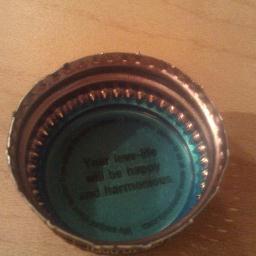 Your love-life
will be happy
and harmonious.